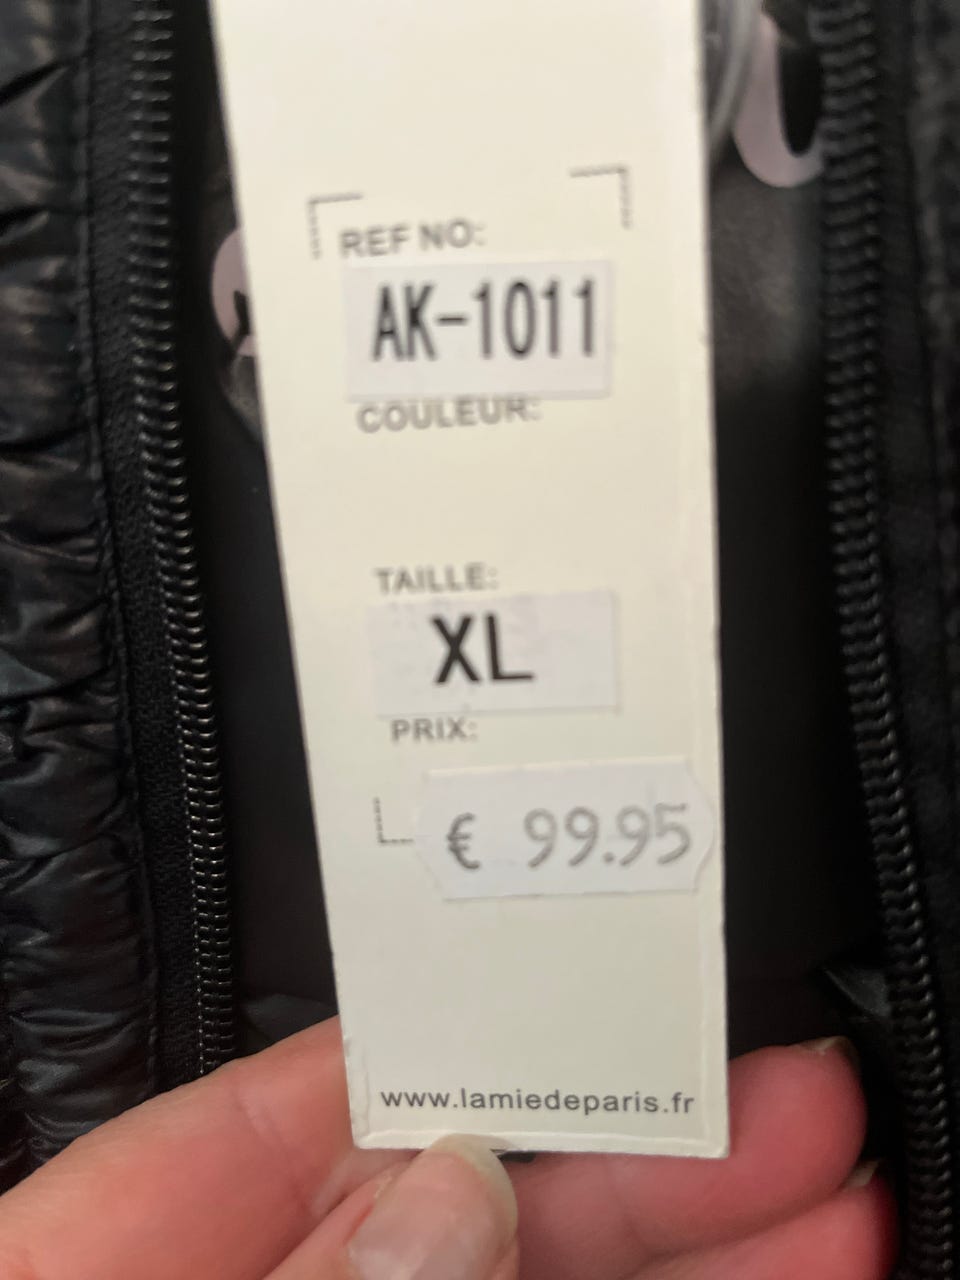 REF NO:
AK-1011
COULEUR:
TAILLE:
XL
PRIX:
€ 99.95
www.lamiedeparis.fr